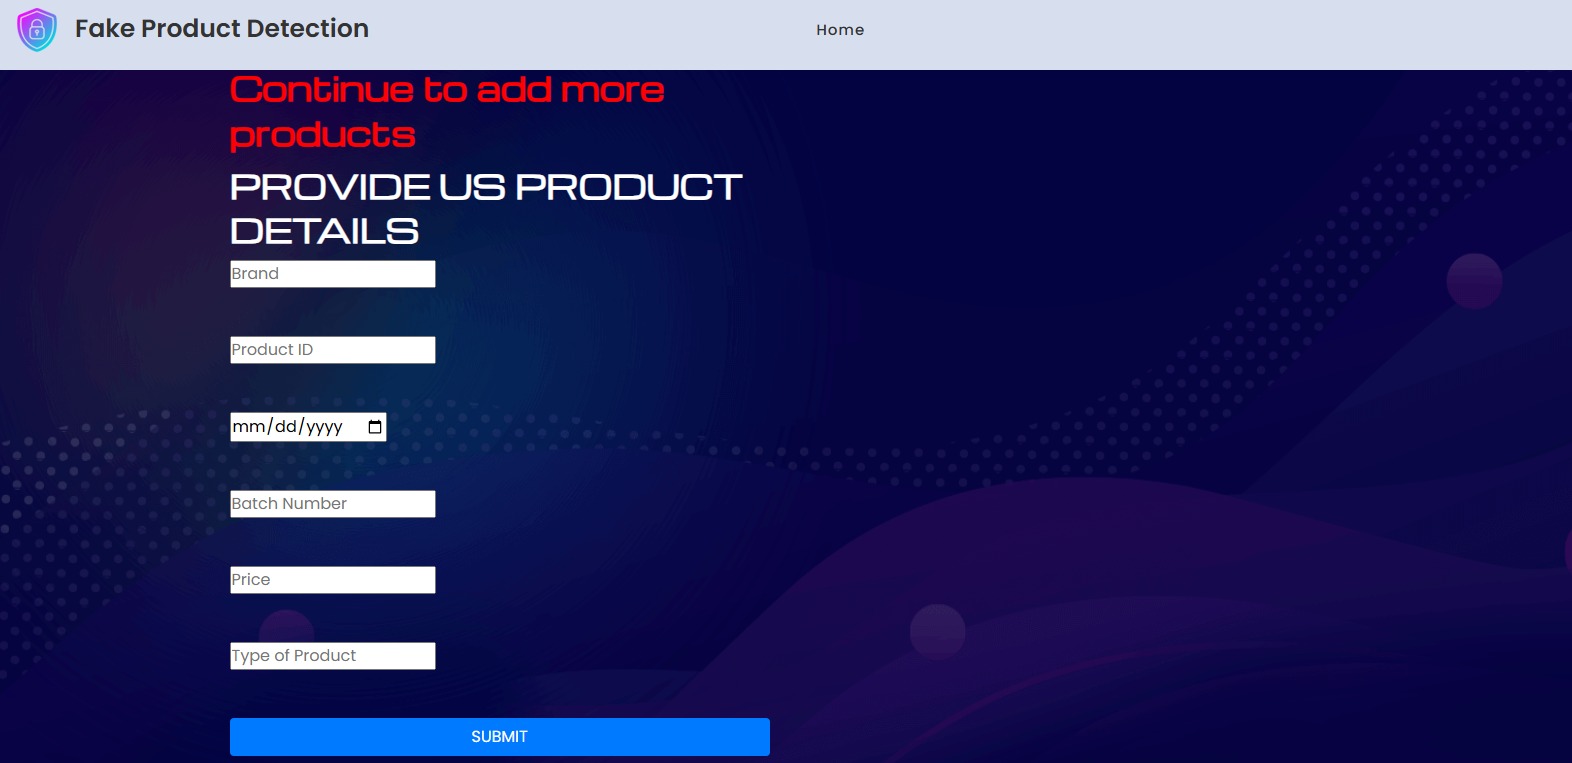 Fake Product Detection
Home
Continue to add more
products
PROVIDE US PRODUCT
DETAILS
Brand
Product ID
mm/dd/yyyy
Batch Number
Price
Type of Product
SUBMIT